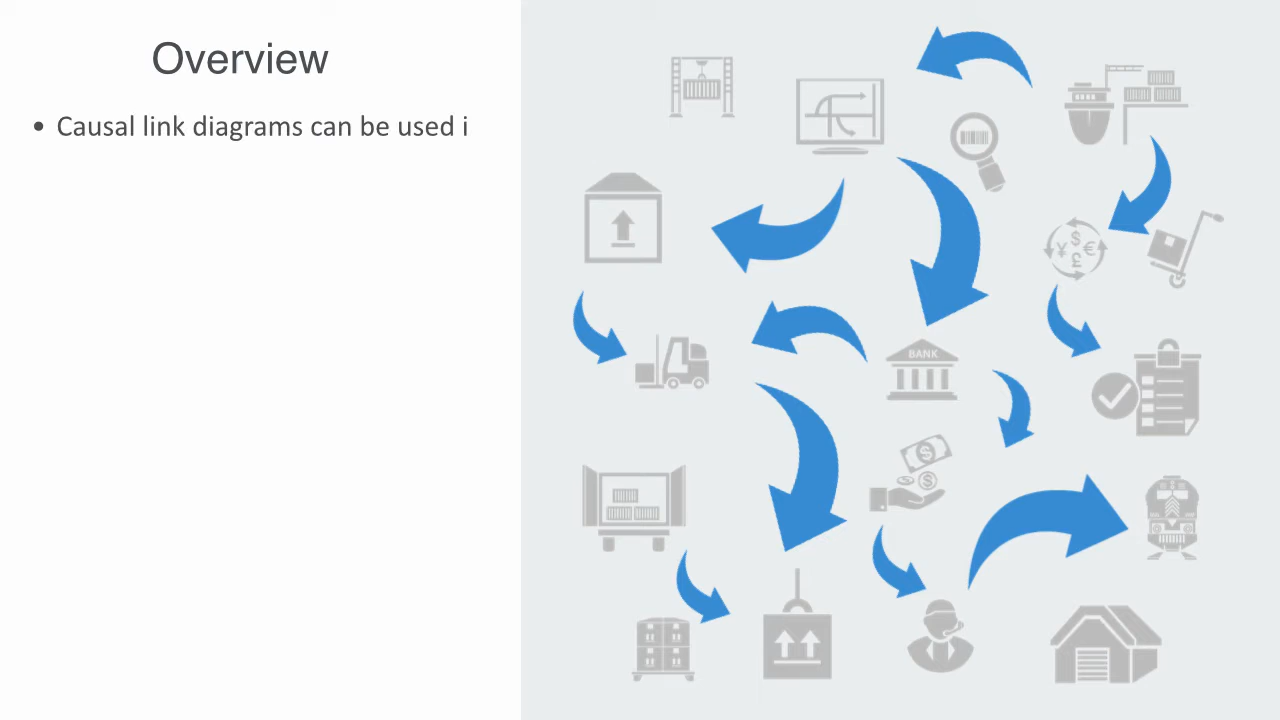 Overview
• Causal link diagrams can be used i
BANK
$
¥ €
£
$
$